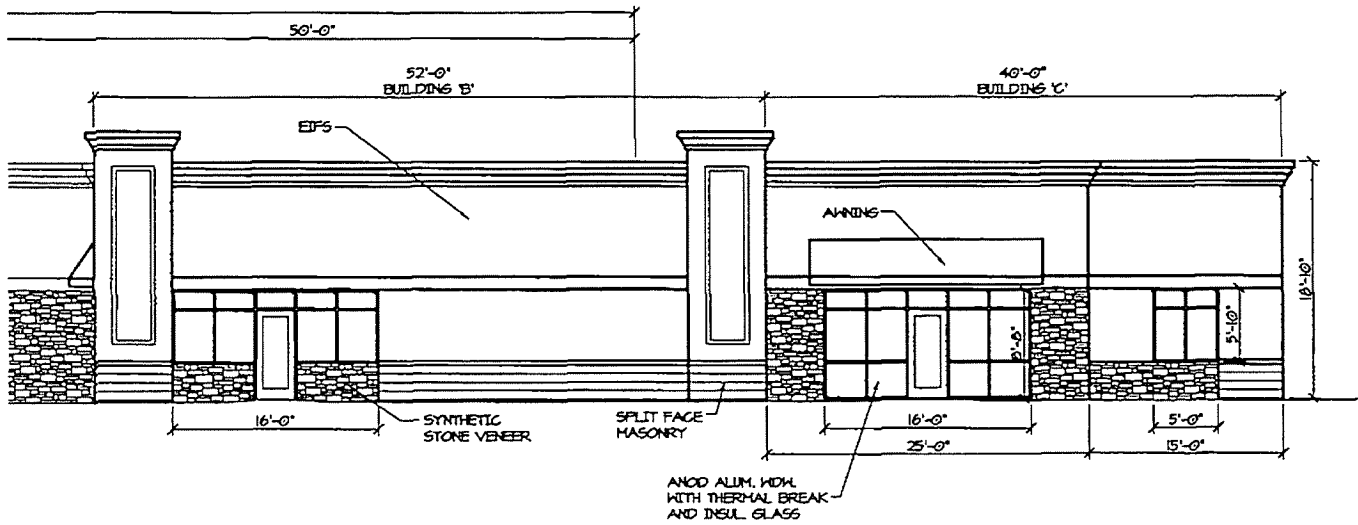 50'-0"
52'-0"
BUILDING 'B'
40'-0"
BUILDING 'C'
EIFS
AWNING
18'-10"
5'-10"
8'-8"
16'-0"
SYNTHETIC
STONE VENEER
SPLIT FACE
MASONRY
16'-0"
5'-0"
25'-0"
15'-0"
ANOD ALUM. WDW.
WITH THERMAL BREAK
AND INSUL GLASS